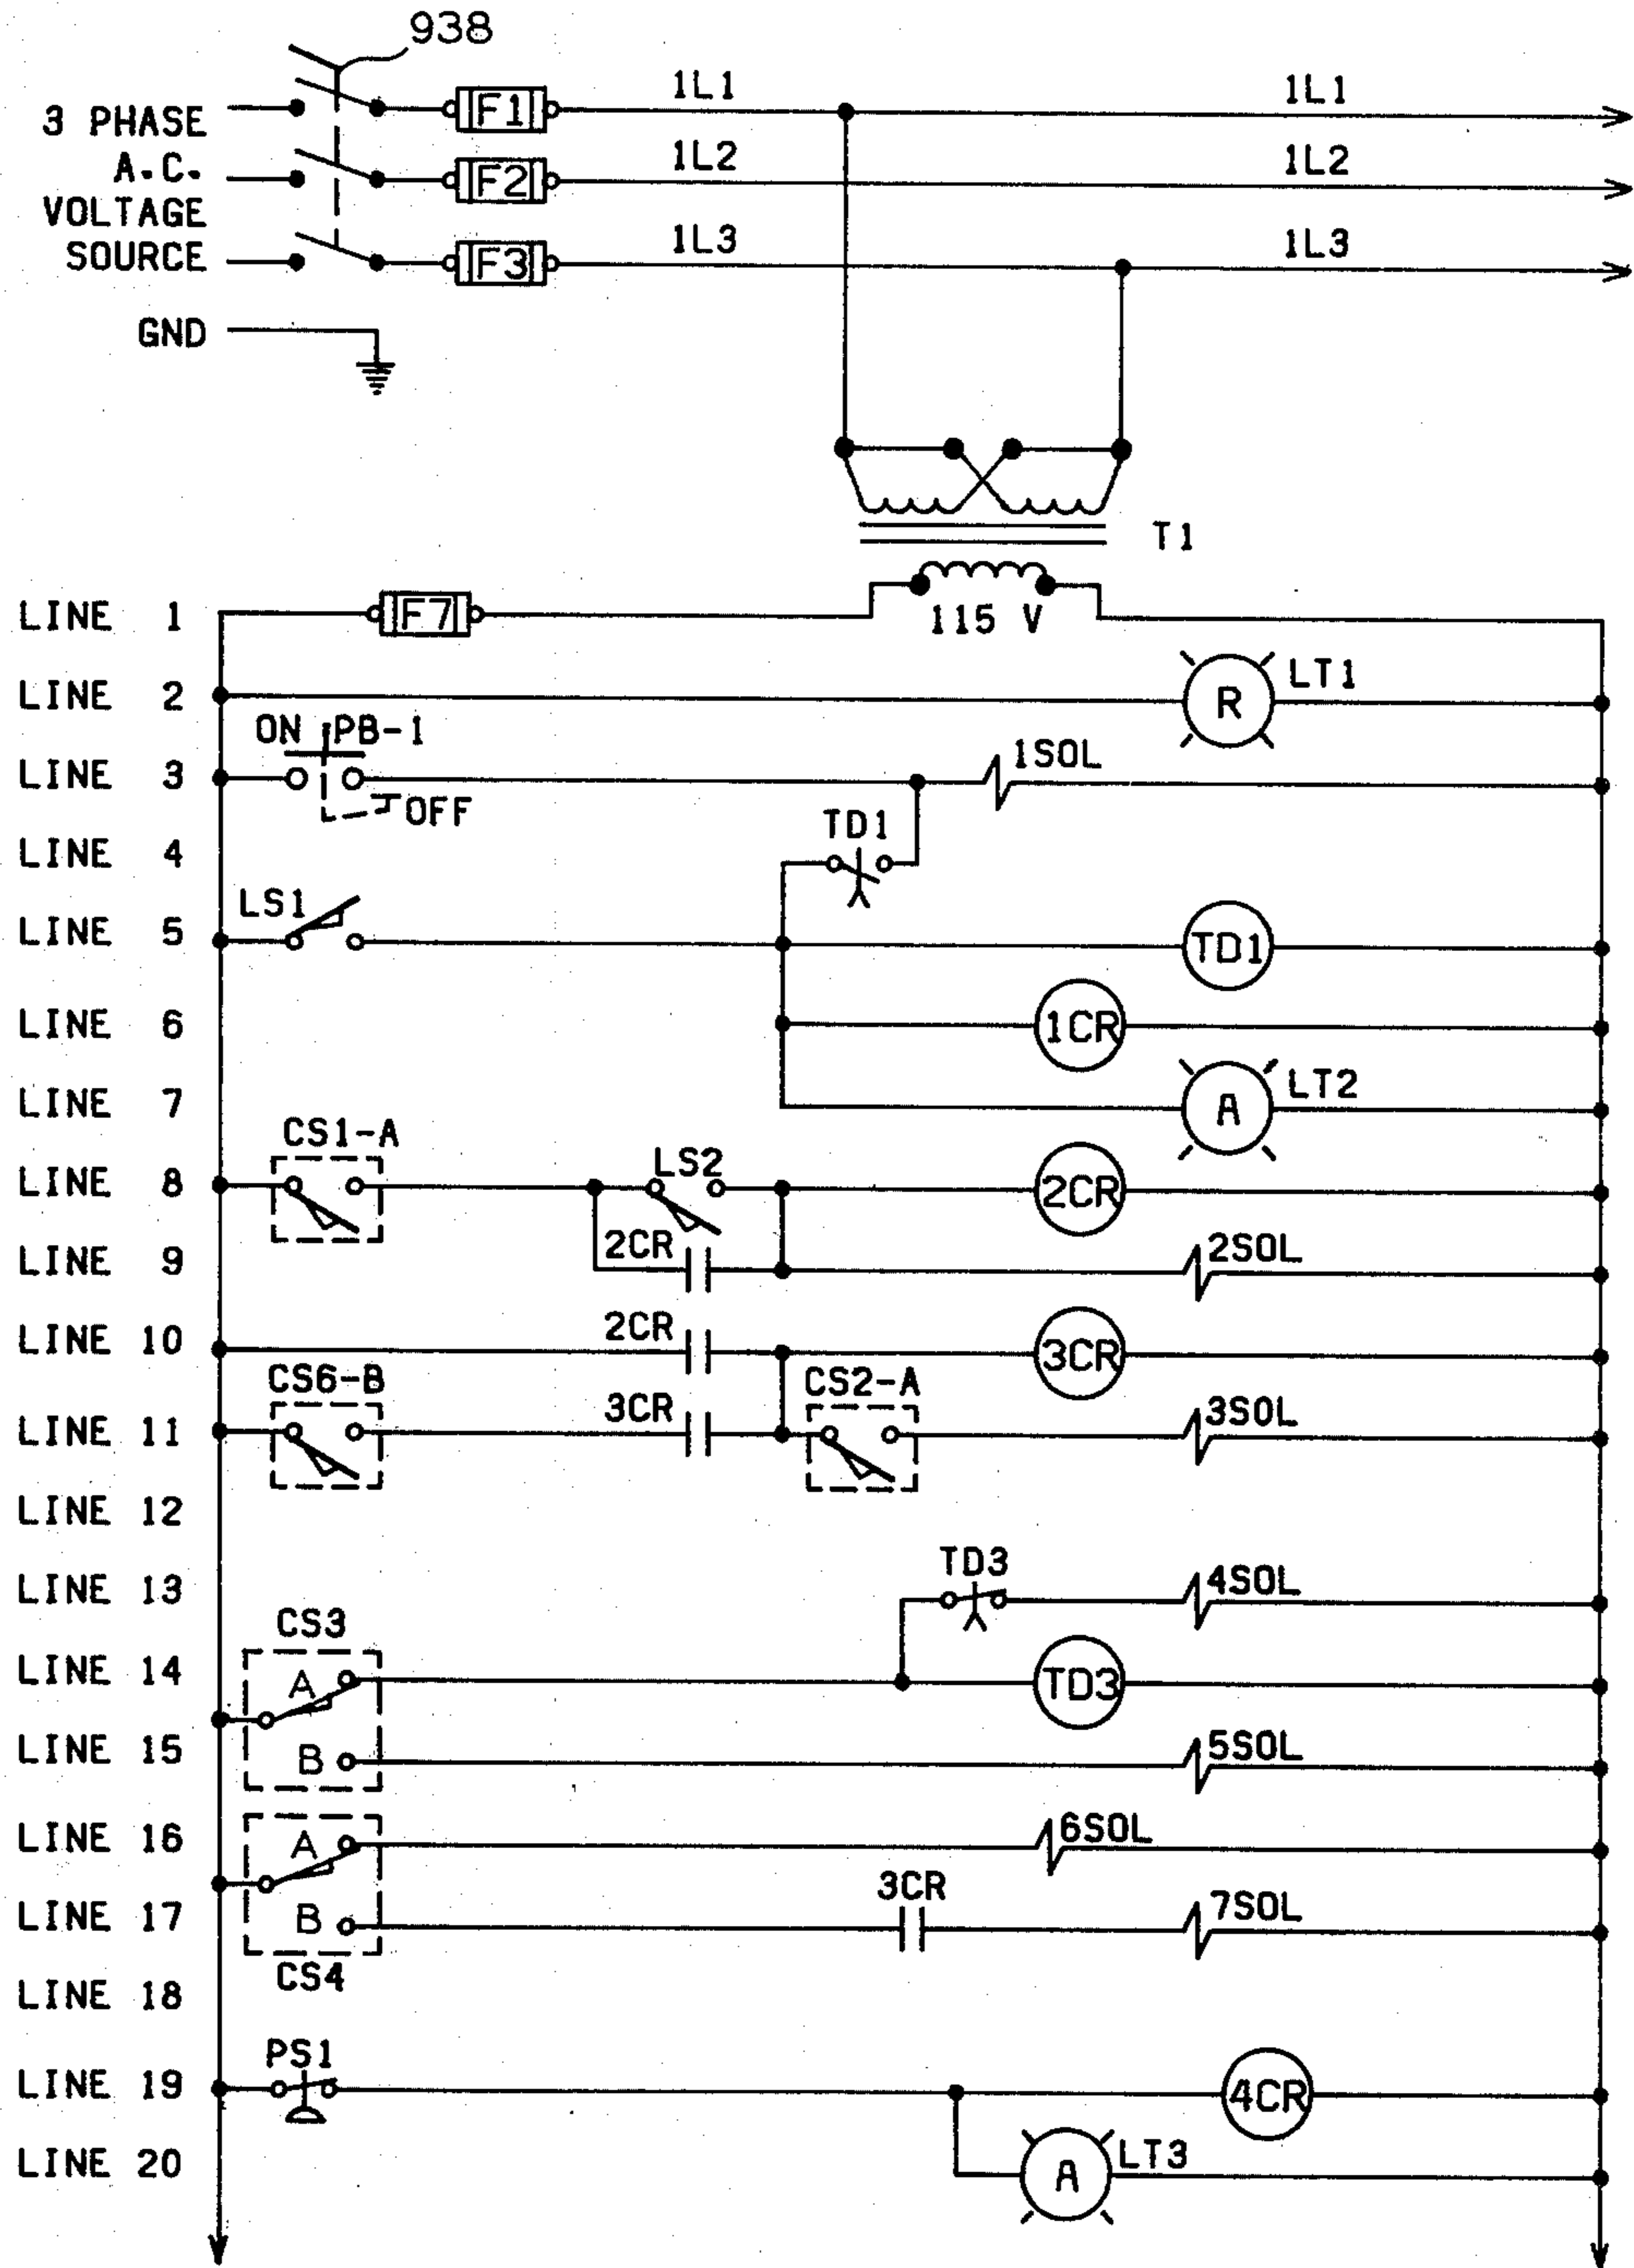 938
3 PHASE
A.C.
VOLTAGE
SOURCE
GND
F1 1L1 1L1
F2 1L2 1L2
F3 1L3 1L3
T1
LINE 1 F7 115 V
LINE 2 R LT1
ON PB-1
LINE 3 1SOL
OFF
TD1
LINE 4
LS1
LINE 5 TD1
LINE 6 1CR
LINE 7 A LT2
CS1-A
LINE 8 LS2 2CR
LINE 9 2CR 2SOL
LINE 10 2CR 3CR
CS6-B CS2-A
LINE 11 3CR 3SOL
LINE 12
TD3
LINE 13 4SOL
CS3
LINE 14 A TD3
LINE 15 B 5SOL
LINE 16 A 6SOL
3CR
LINE 17 B 7SOL
CS4
LINE 18
PS1
LINE 19 4CR
LINE 20 A LT3